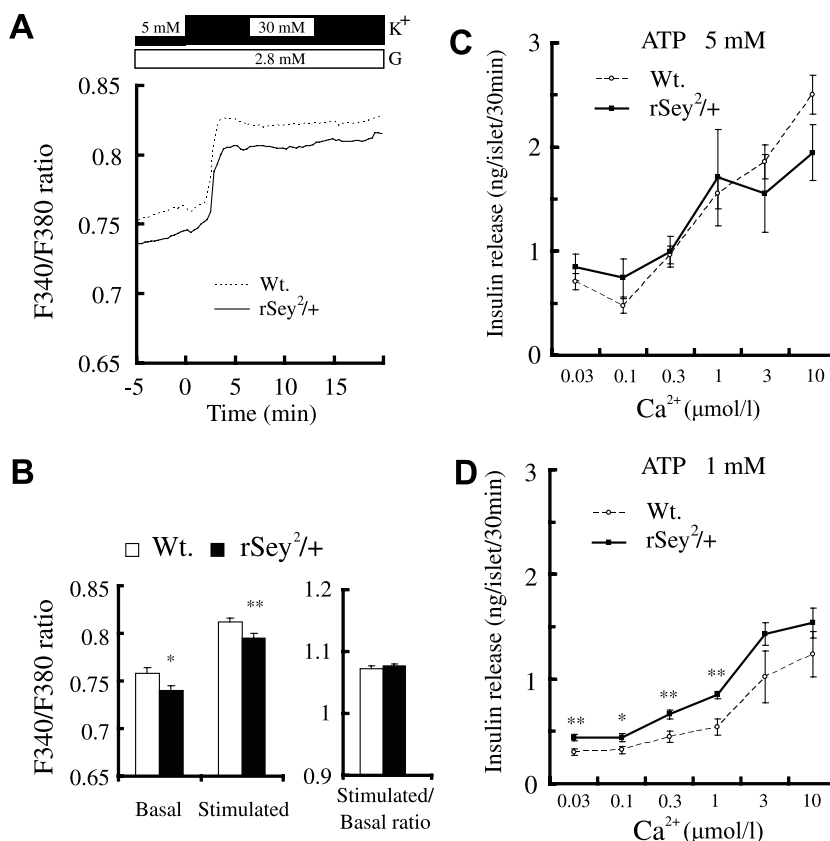 A
5 mM
30 mM
K⁺
2.8 mM
G
0.85
0.8
0.75
0.7
0.65
F340/F380 ratio
Wt.
rSey²/+
-5 0 5 10 15
Time (min)
B
Wt. rSey²/+
0.85
0.8
0.75
0.7
0.65
F340/F380 ratio
*
**
Basal Stimulated
1.2
1.1
1
0.9
Stimulated/
Basal ratio
C
ATP 5 mM
Wt.
rSey²/+
3
2
1
0
Insulin release (ng/islet/30min)
0.03 0.1 0.3 1 3 10
Ca²⁺ (µmol/l)
D
ATP 1 mM
Wt.
rSey²/+
3
2
1
0
Insulin release (ng/islet/30min)
** * ** **
0.03 0.1 0.3 1 3 10
Ca²⁺ (µmol/l)